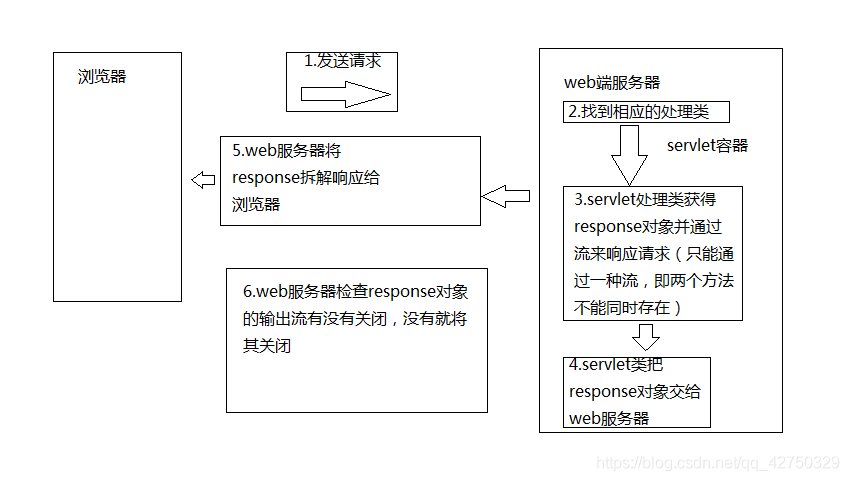 浏览器
1.发送请求
web端服务器
2.找到相应的处理类
servlet容器
3.servlet处理类获得
response对象并通过
流来响应请求（只能通
过一种流，即两个方法
不能同时存在）
4.servlet类把
response对象交给
web服务器
5.web服务器将
response拆解响应给
浏览器
6.web服务器检查response对象
的输出流有没有关闭，没有就将
其关闭
https://blog.csdn.net/qq_42750329